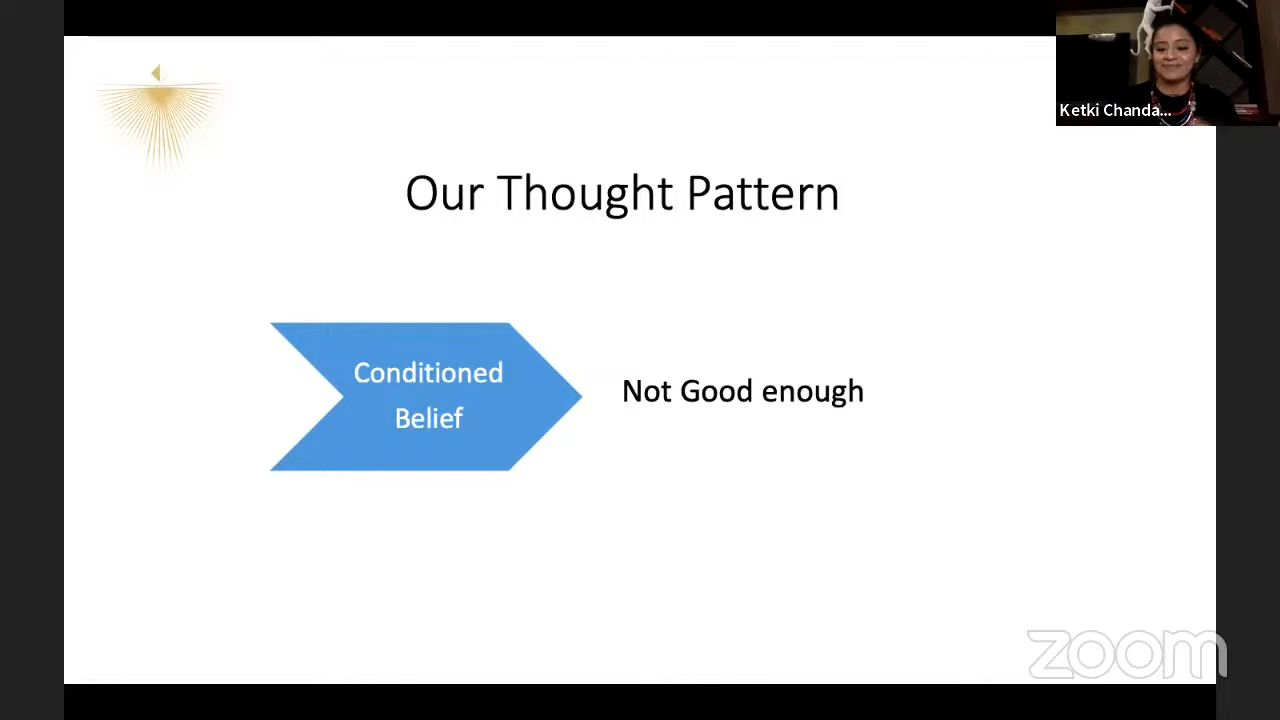 Ketki Chanda...
Our Thought Pattern
Conditioned
Belief
Not Good enough
zoom